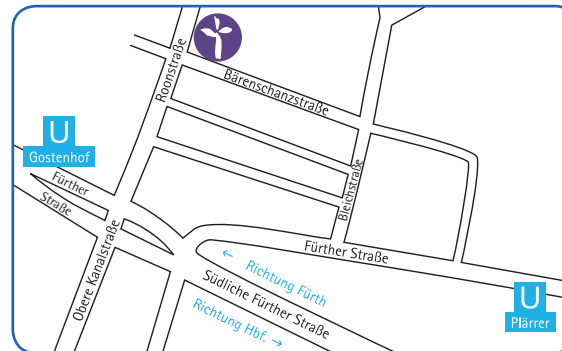 Roonstraße
Bärenschanzstraße
U
Gostenhof
Fürther
Straße
Bleichstraße
Fürther Straße
Obere Kanalstraße
← Richtung Fürth
Südliche Fürther Straße
Richtung Hbf. →
U
Plärrer